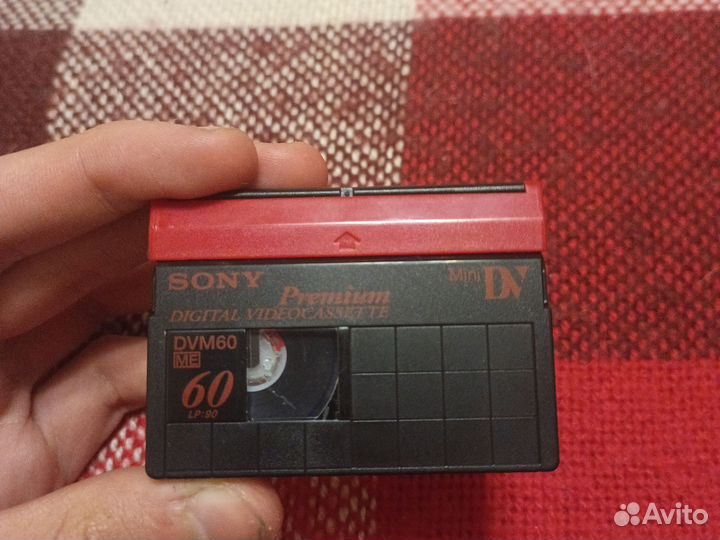 SONY
Premium
Mini DV
DIGITAL VIDEOCASSETTE
DVM60
ME
60
LP:90
Avito